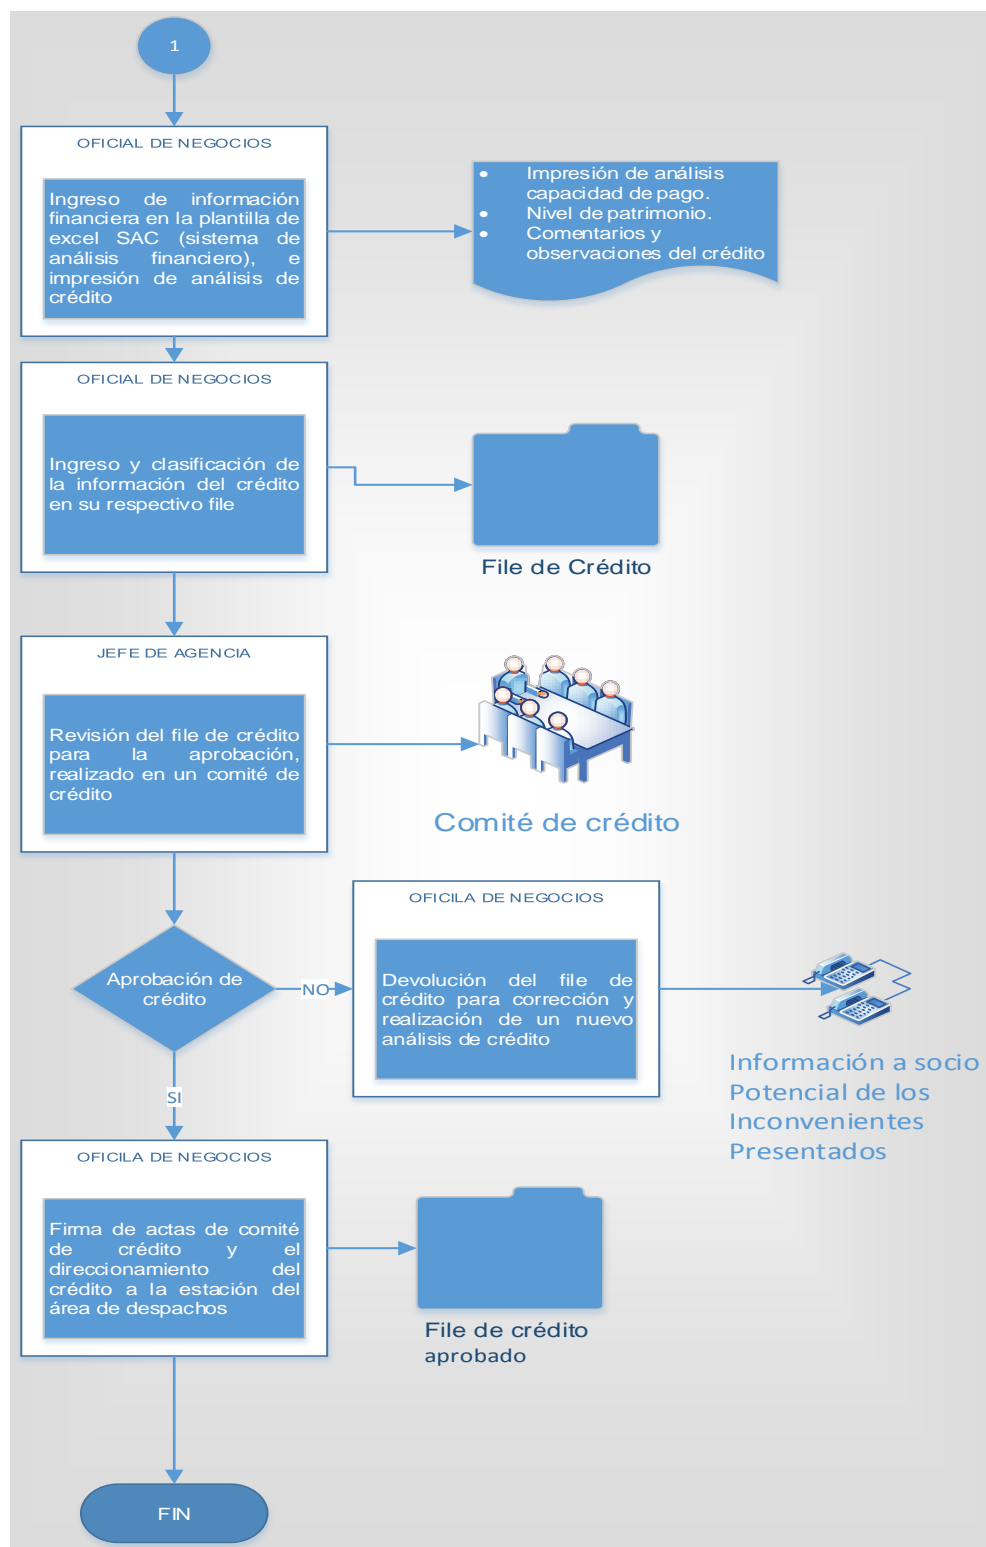 1
OFICIAL DE NEGOCIOS
Ingreso de información
financiera en la plantilla de
excel SAC (sistema de
análisis financiero), e
impresión de análisis de
crédito
• Impresión de análisis
capacidad de pago.
• Nivel de patrimonio.
• Comentarios y
observaciones del crédito
OFICIAL DE NEGOCIOS
Ingreso y clasificación de
la información del crédito
en su respectivo file
File de Crédito
JEFE DE AGENCIA
Revisión del file de crédito
para la aprobación,
realizado en un comité de
crédito
Comité de crédito
Aprobación de
crédito
NO
OFICILA DE NEGOCIOS
Devolución del file de
crédito para corrección y
realización de un nuevo
análisis de crédito
Información a socio
Potencial de los
Inconvenientes
Presentados
SI
OFICILA DE NEGOCIOS
Firma de actas de comité
de crédito y el
direccionamiento del
crédito a la estación del
área de despachos
File de crédito
aprobado
FIN